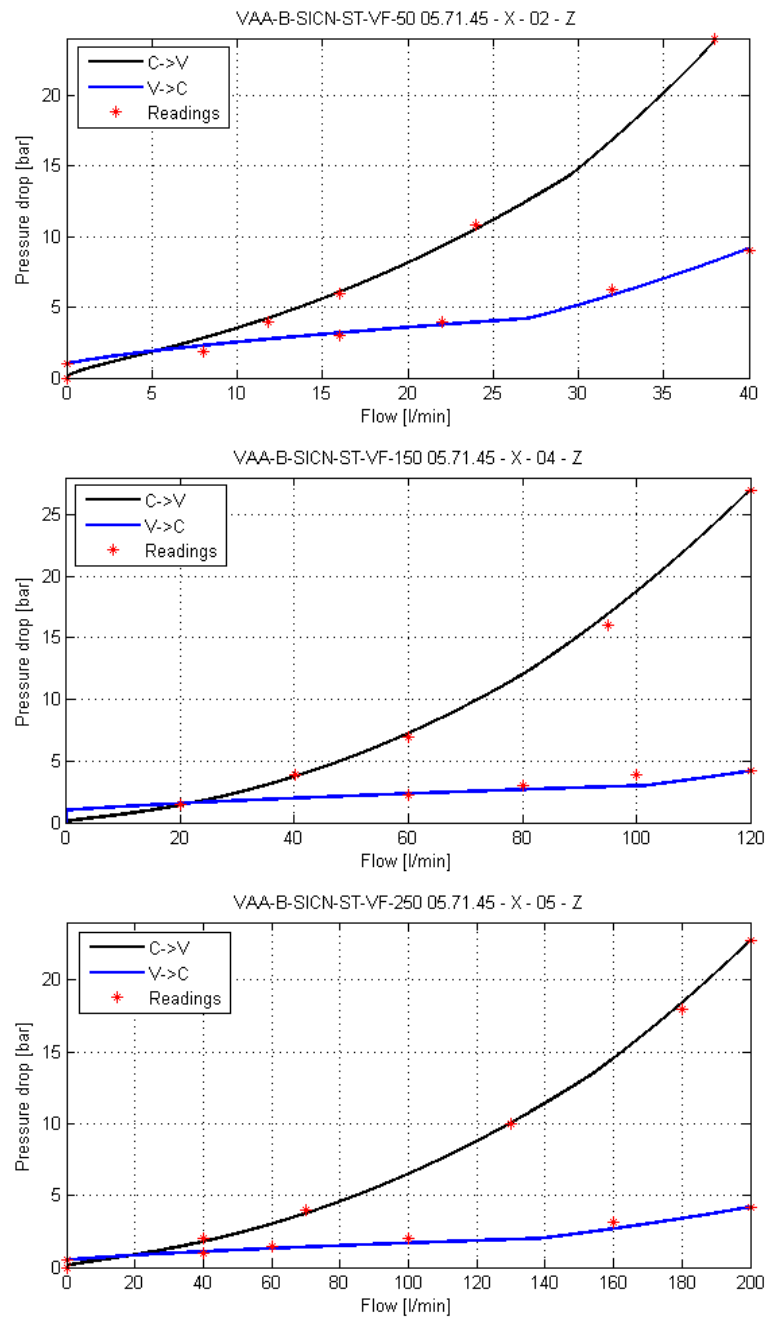 VAA-B-SICN-ST-VF-50 05.71.45 - X - 02 - Z
C->V
V->C
Readings
Pressure drop [bar]
20
15
10
5
0
0 5 10 15 20 25 30 35 40
Flow [l/min]
VAA-B-SICN-ST-VF-150 05.71.45 - X - 04 - Z
C->V
V->C
Readings
Pressure drop [bar]
25
20
15
10
5
0
0 20 40 60 80 100 120
Flow [l/min]
VAA-B-SICN-ST-VF-250 05.71.45 - X - 05 - Z
C->V
V->C
Readings
Pressure drop [bar]
20
15
10
5
0
0 20 40 60 80 100 120 140 160 180 200
Flow [l/min]